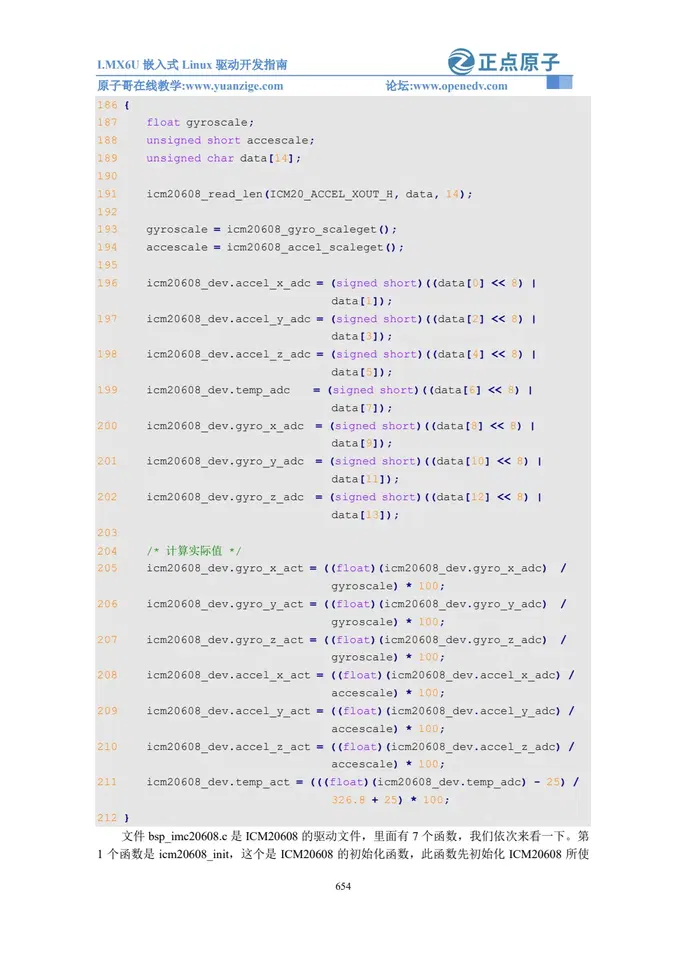 I.MX6U 嵌入式 Linux 驱动开发指南
正点原子
原子哥在线教学:www.yuanzige.com 论坛:www.openedv.com
186 {
187 float gyroscale;
188 unsigned short accescale;
189 unsigned char data[14];
190
191 icm20608_read_len(ICM20_ACCEL_XOUT_H, data, 14);
192
193 gyroscale = icm20608_gyro_scaleget();
194 accescale = icm20608_accel_scaleget();
195
196 icm20608_dev.accel_x_adc = (signed short)((data[0] << 8) |
data[1]);
197 icm20608_dev.accel_y_adc = (signed short)((data[2] << 8) |
data[3]);
198 icm20608_dev.accel_z_adc = (signed short)((data[4] << 8) |
data[5]);
199 icm20608_dev.temp_adc = (signed short)((data[6] << 8) |
data[7]);
200 icm20608_dev.gyro_x_adc = (signed short)((data[8] << 8) |
data[9]);
201 icm20608_dev.gyro_y_adc = (signed short)((data[10] << 8) |
data[11]);
202 icm20608_dev.gyro_z_adc = (signed short)((data[12] << 8) |
data[13]);
203
204 /* 计算实际值 */
205 icm20608_dev.gyro_x_act = ((float)(icm20608_dev.gyro_x_adc) /
gyroscale) * 100;
206 icm20608_dev.gyro_y_act = ((float)(icm20608_dev.gyro_y_adc) /
gyroscale) * 100;
207 icm20608_dev.gyro_z_act = ((float)(icm20608_dev.gyro_z_adc) /
gyroscale) * 100;
208 icm20608_dev.accel_x_act = ((float)(icm20608_dev.accel_x_adc) /
accescale) * 100;
209 icm20608_dev.accel_y_act = ((float)(icm20608_dev.accel_y_adc) /
accescale) * 100;
210 icm20608_dev.accel_z_act = ((float)(icm20608_dev.accel_z_adc) /
accescale) * 100;
211 icm20608_dev.temp_act = (((float)(icm20608_dev.temp_adc) - 25) /
326.8 + 25) * 100;
212 }
文件 bsp_imc20608.c 是 ICM20608 的驱动文件，里面有 7 个函数，我们依次来看一下。第
1 个函数是 icm20608_init，这个是 ICM20608 的初始化函数，此函数先初始化 ICM20608 所使
654